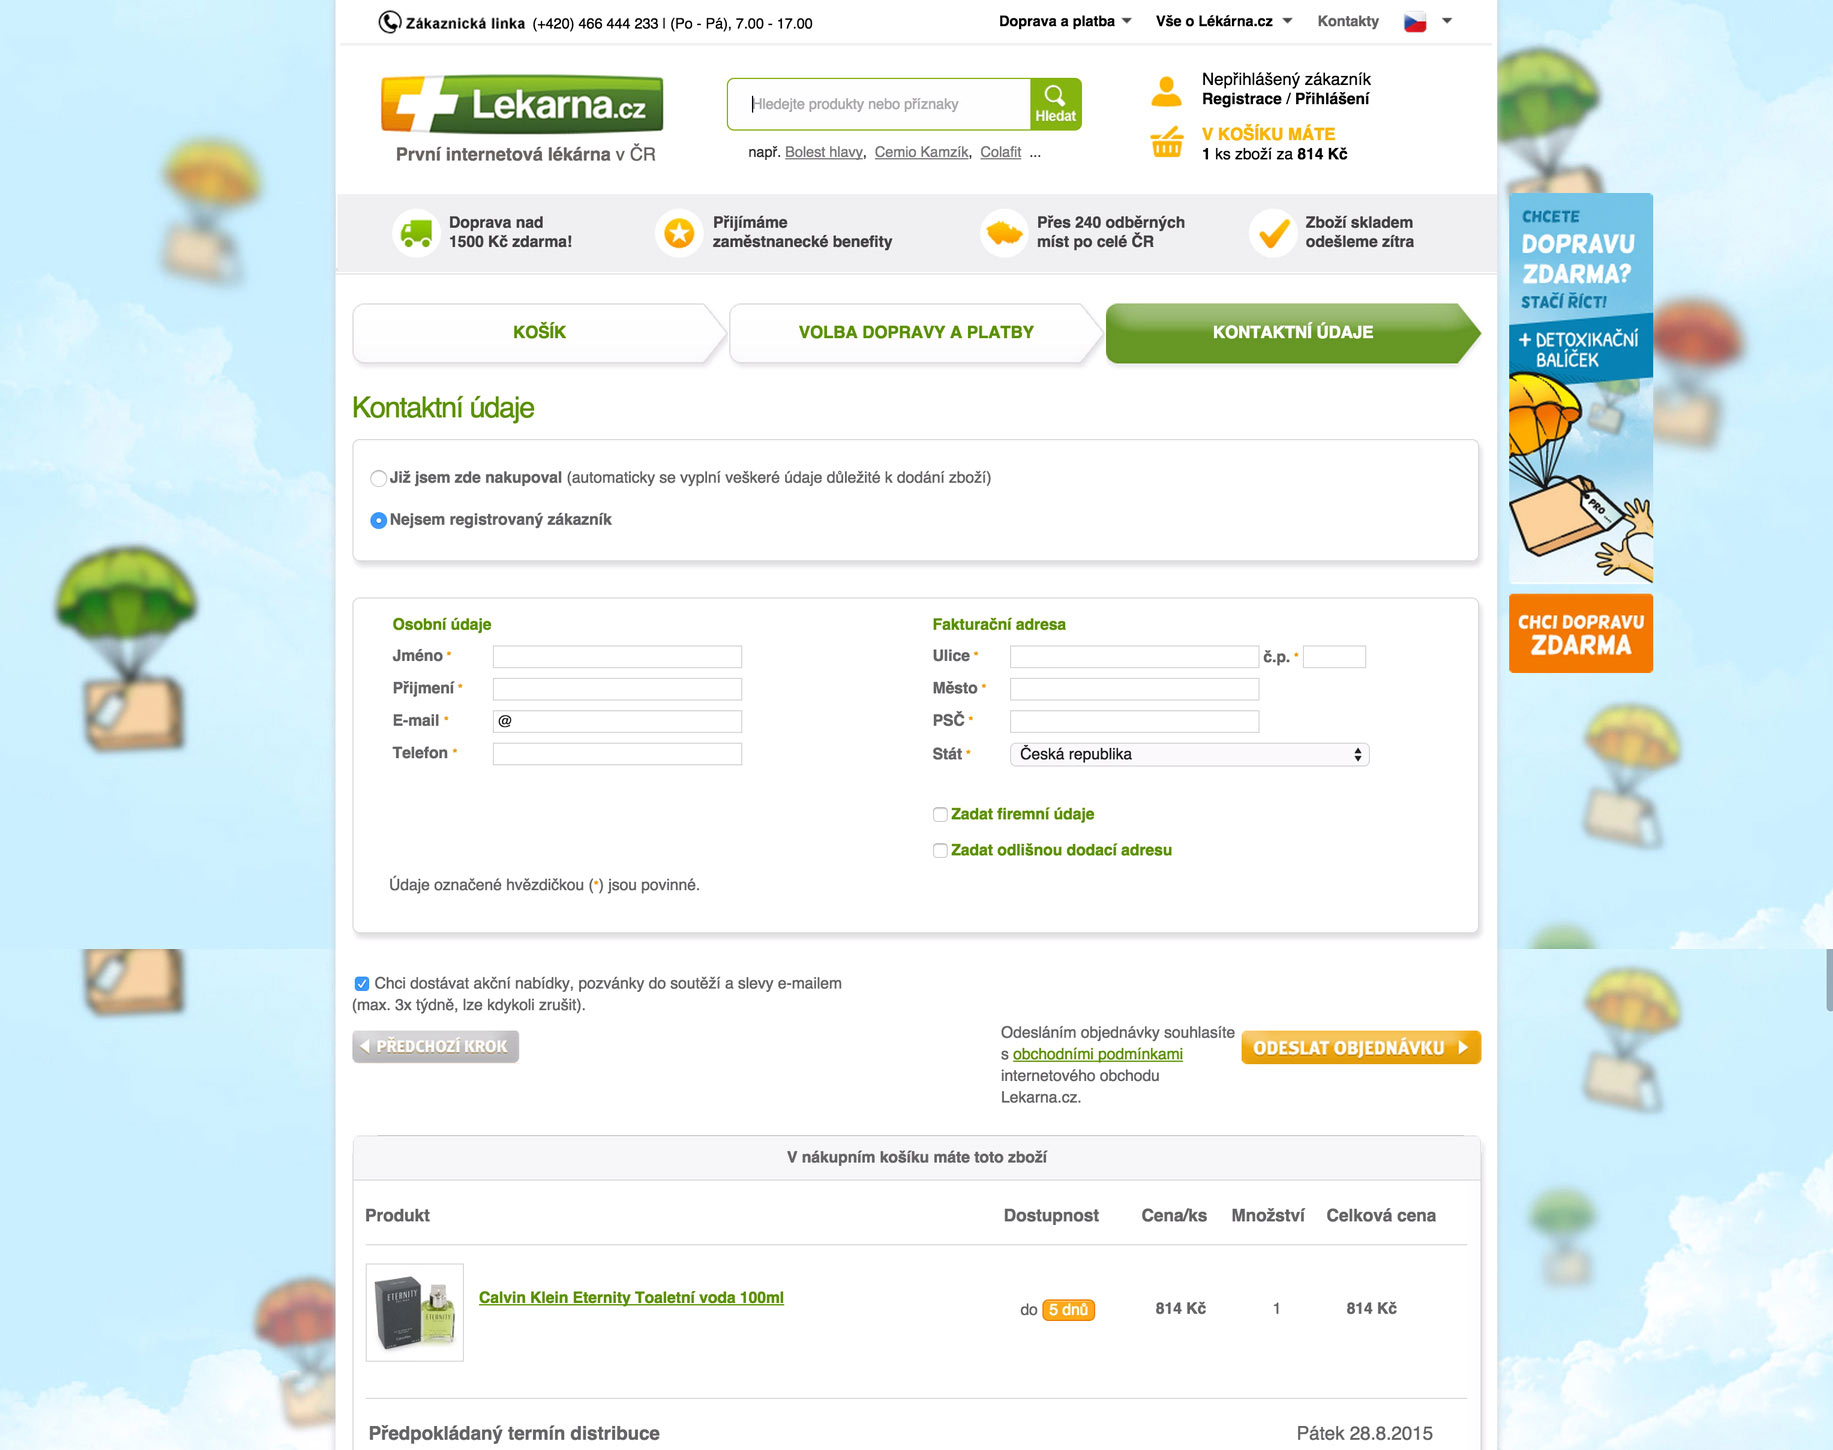 Zákaznická linka (+420) 466 444 233 | (Po - Pá), 7.00 - 17.00
Doprava a platba
Vše o Lékárna.cz
Kontakty
Lekarna.cz
První internetová lékárna v ČR
Hledejte produkty nebo příznaky
Hledat
např. Bolest hlavy, Cemio Kamzík, Colafit ...
Nepřihlášený zákazník
Registrace / Přihlášení
V KOŠÍKU MÁTE
1 ks zboží za 814 Kč
Doprava nad
1500 Kč zdarma!
Přijímáme
zaměstnanecké benefity
Přes 240 odběrných
míst po celé ČR
Zboží skladem
odešleme zítra
CHCETE
DOPRAVU
ZDARMA?
STAČÍ ŘÍCT!
+ DETOXIKAČNÍ
BALÍČEK
PRO ....
CHCI DOPRAVU
ZDARMA
KOŠÍK
VOLBA DOPRAVY A PLATBY
KONTAKTNÍ ÚDAJE
Kontaktní údaje
Již jsem zde nakupoval (automaticky se vyplní veškeré údaje důležité k dodání zboží)
Nejsem registrovaný zákazník
Osobní údaje
Jméno *
Přijmení *
E-mail * @
Telefon *
Fakturační adresa
Ulice * č.p. *
Město *
PSČ *
Stát * Česká republika
Zadat firemní údaje
Zadat odlišnou dodací adresu
Údaje označené hvězdičkou (*) jsou povinné.
Chci dostávat akční nabídky, pozvánky do soutěží a slevy e-mailem
(max. 3x týdně, lze kdykoli zrušit).
PŘEDCHOZÍ KROK
Odesláním objednávky souhlasíte
s obchodními podmínkami
internetového obchodu
Lekarna.cz.
ODESLAT OBJEDNÁVKU
V nákupním košíku máte toto zboží
Produkt Dostupnost Cena/ks Množství Celková cena
ETERNITY
Calvin Klein Eternity Toaletní voda 100ml
do 5 dnů 814 Kč 1 814 Kč
Předpokládaný termín distribuce Pátek 28.8.2015